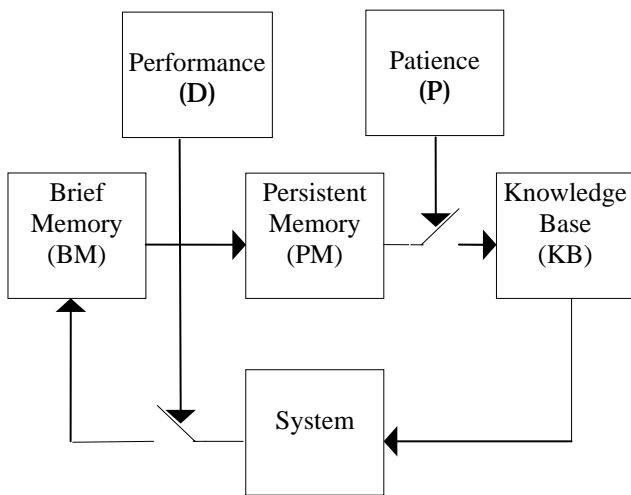 Performance
(D)
Patience
(P)
Brief
Memory
(BM)
Persistent
Memory
(PM)
Knowledge
Base
(KB)
System